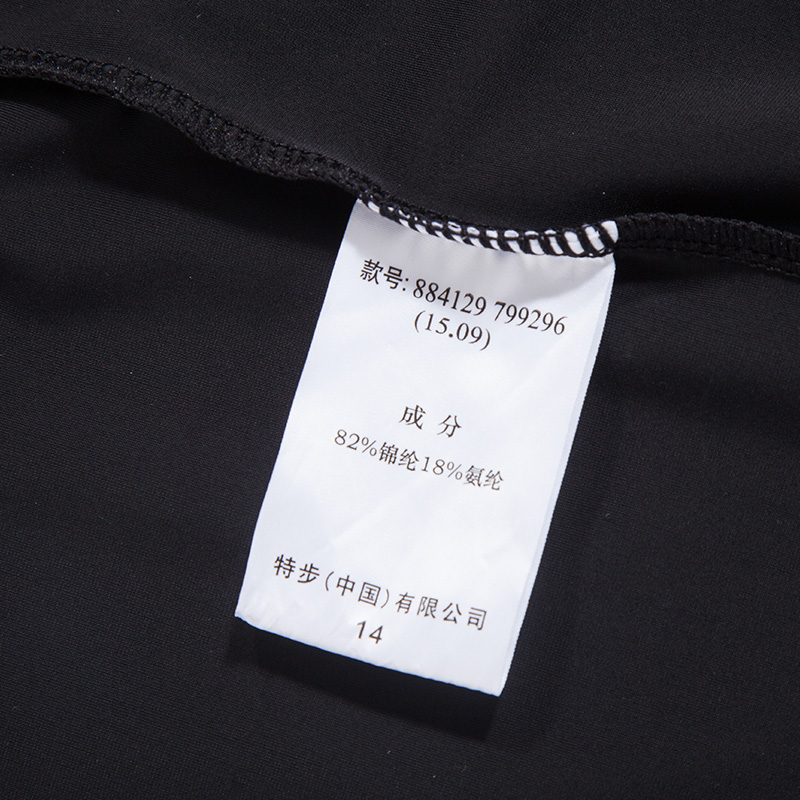 款号: 884129 799296
(15.09)
成 分
82%锦纶18%氨纶
特步(中国)有限公司
14